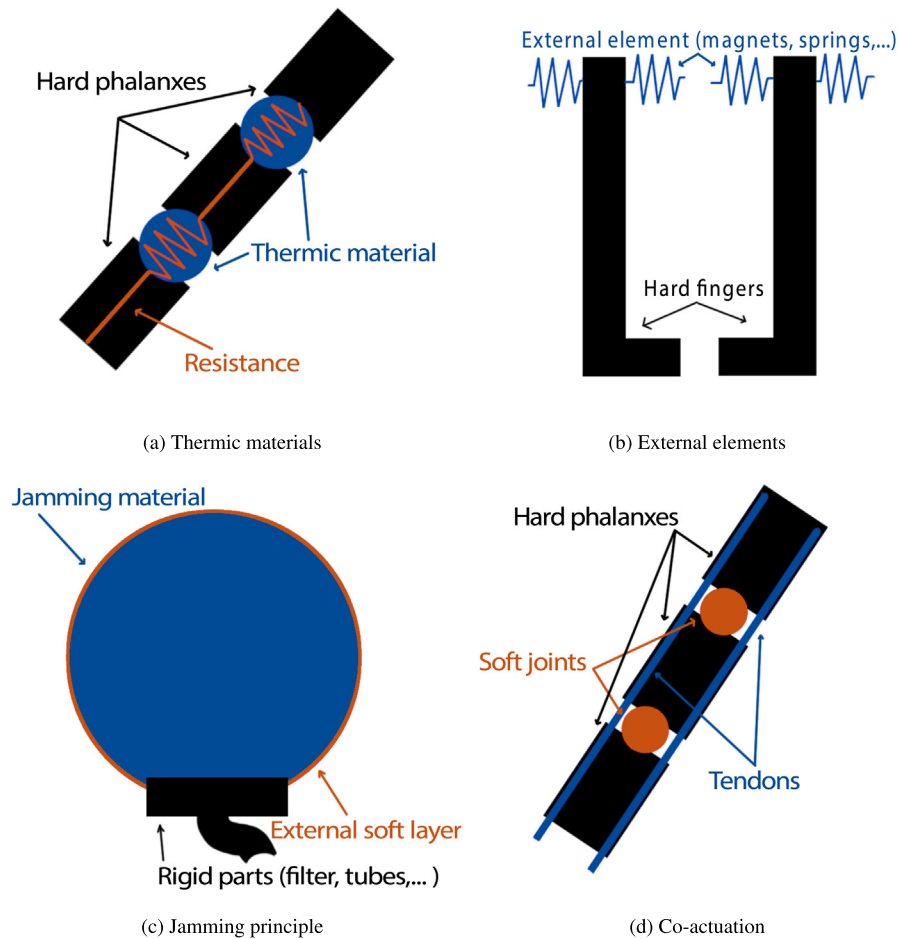 Hard phalanxes
Thermic material
Resistance
(a) Thermic materials
External element (magnets, springs,...)
Hard fingers
(b) External elements
Jamming material
External soft layer
Rigid parts (filter, tubes,... )
(c) Jamming principle
Hard phalanxes
Soft joints
Tendons
(d) Co-actuation